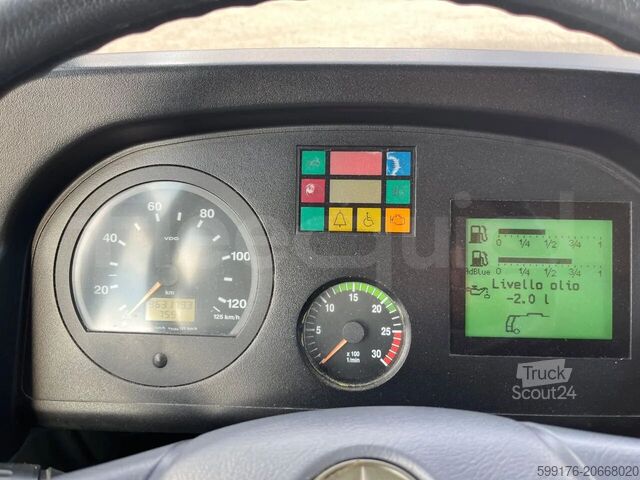 60
80
40
VDO
100
20
km
120
125 km/h
15
10
20
5
25
x 100
1/min
30
0 1/4 1/2 3/4 1
AdBlue
0 1/4 1/2 3/4 1
Livello olio
-2.0 l
Truck
Scout24
599176-20668020